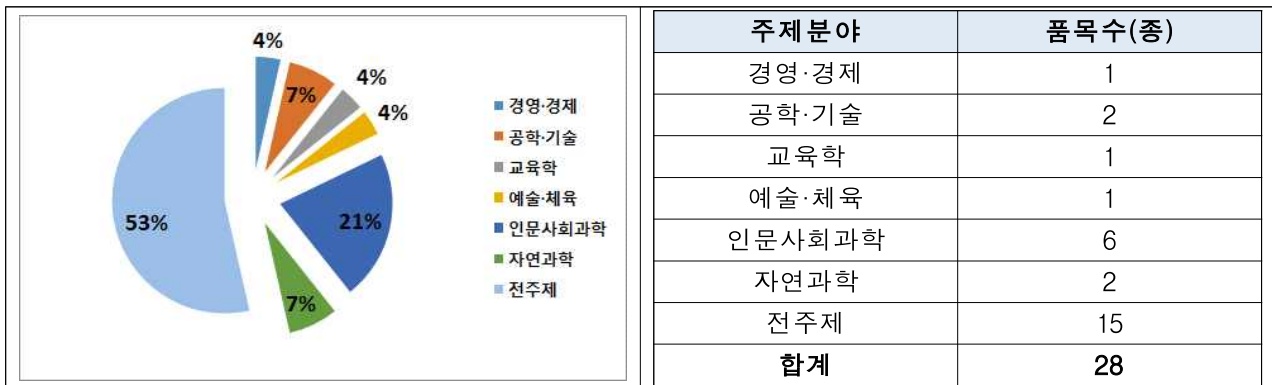 4%
7%
4%
4%
21%
7%
53%
경영·경제
공학·기술
교육학
예술·체육
인문사회과학
자연과학
전주제
주제분야 품목수(종)
경영·경제 1
공학·기술 2
교육학 1
예술·체육 1
인문사회과학 6
자연과학 2
전주제 15
합계 28